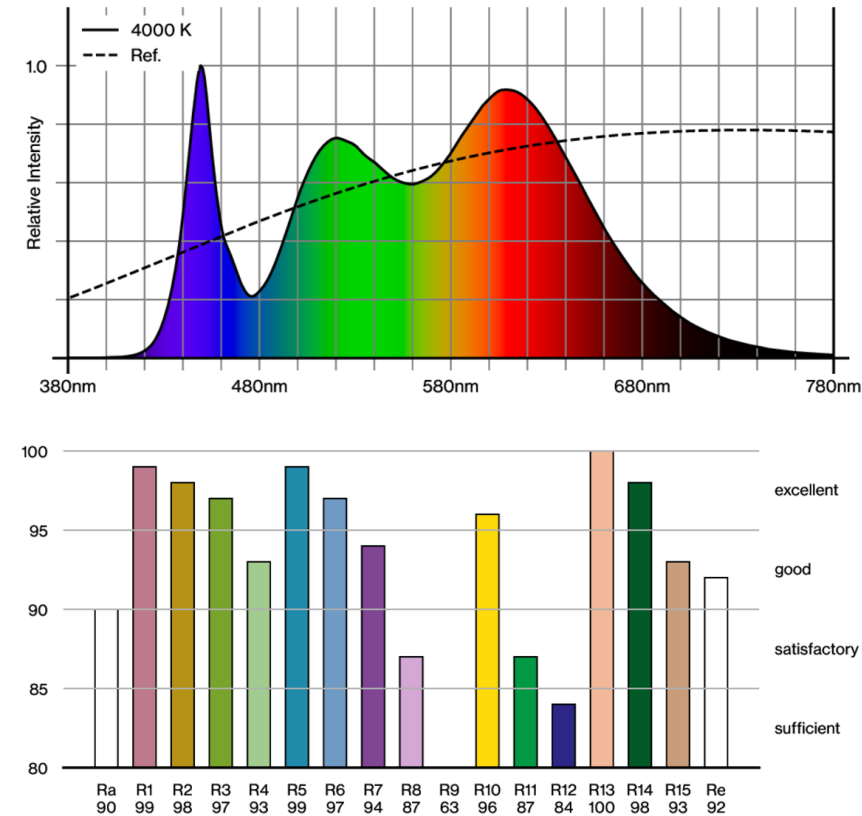 4000 K
Ref.
1.0
Relative Intensity
380nm 480nm 580nm 680nm 780nm
100
excellent
95
good
90
satisfactory
85
sufficient
80
Ra R1 R2 R3 R4 R5 R6 R7 R8 R9 R10 R11 R12 R13 R14 R15 Re
90 99 98 97 93 99 97 94 87 63 96 87 84 100 98 93 92